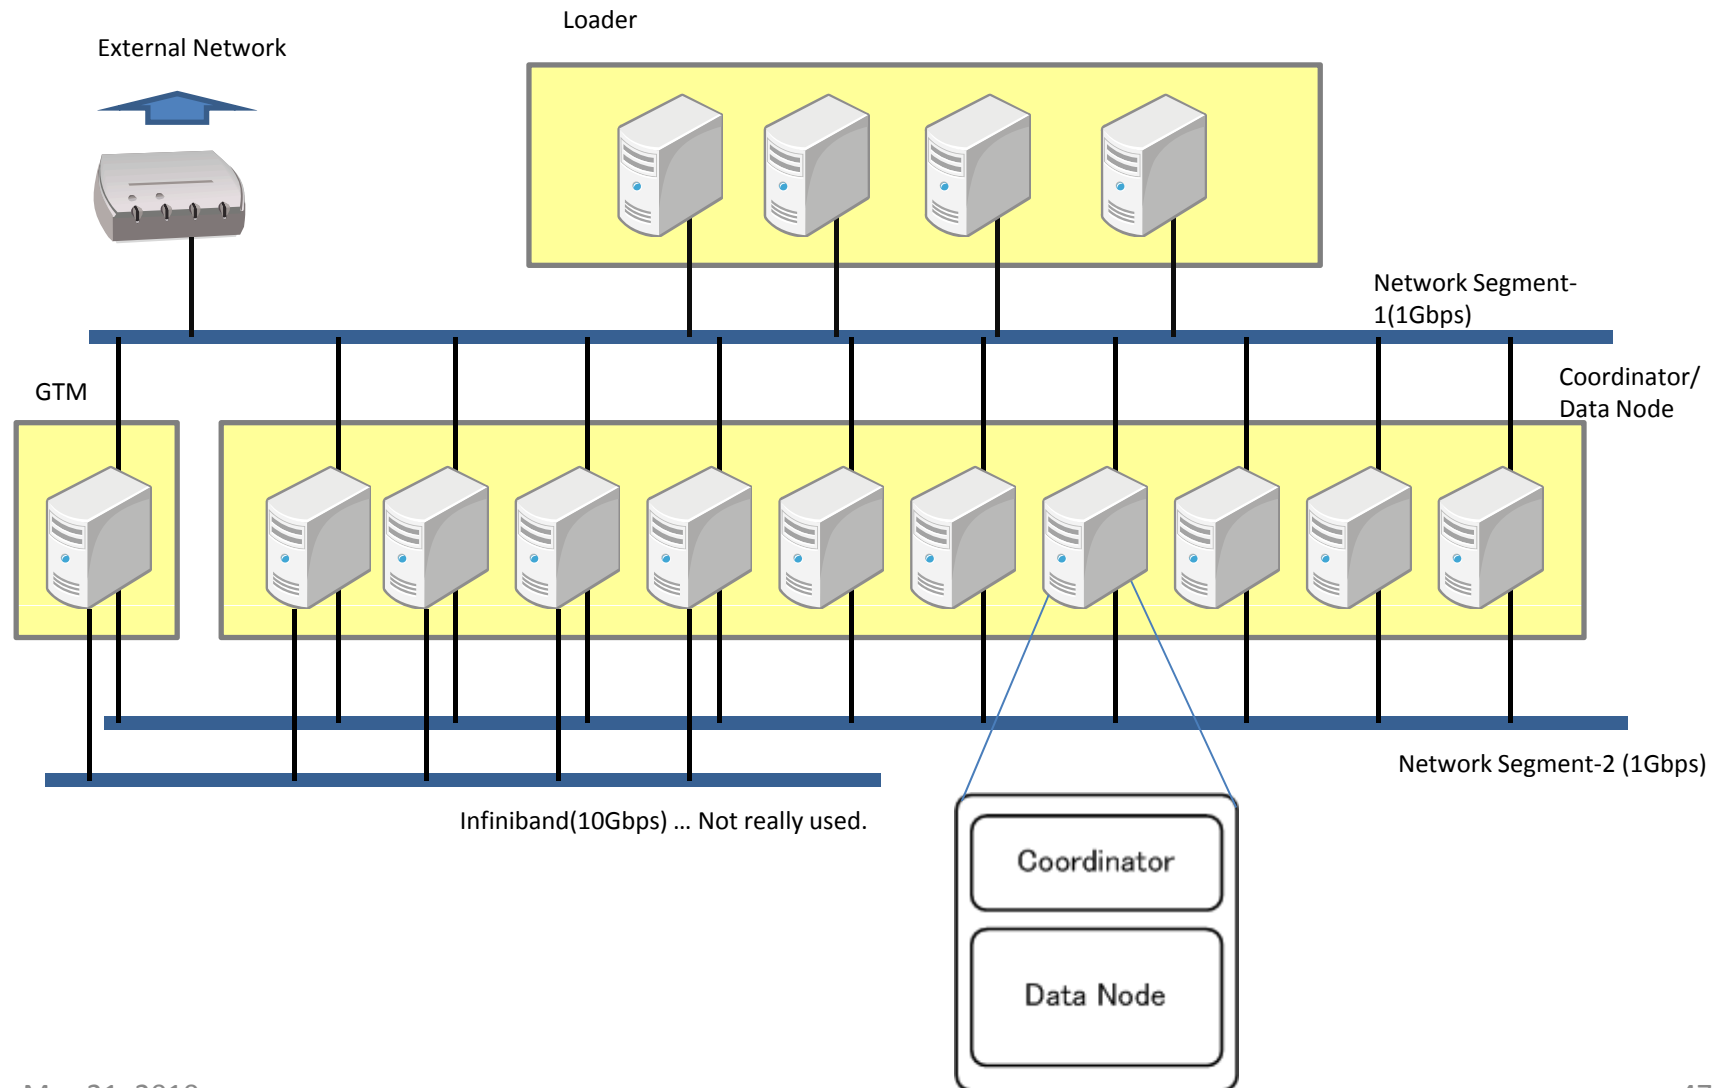 Loader
External Network
Network Segment-
1(1Gbps)
GTM
Coordinator/
Data Node
Network Segment-2 (1Gbps)
Infiniband(10Gbps) … Not really used.
Coordinator
Data Node